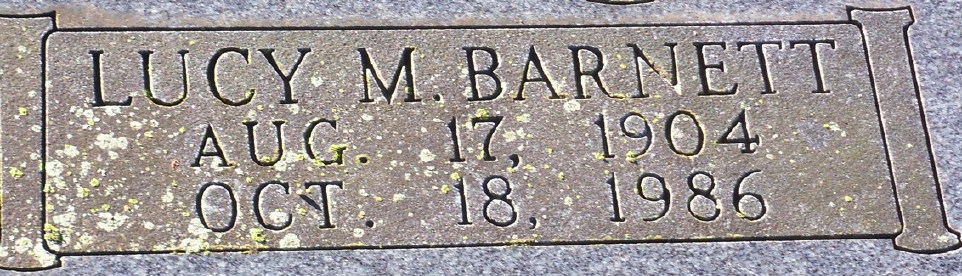 LUCY M. BARNETT
AUG. 17, 1904
OCT. 18, 1986